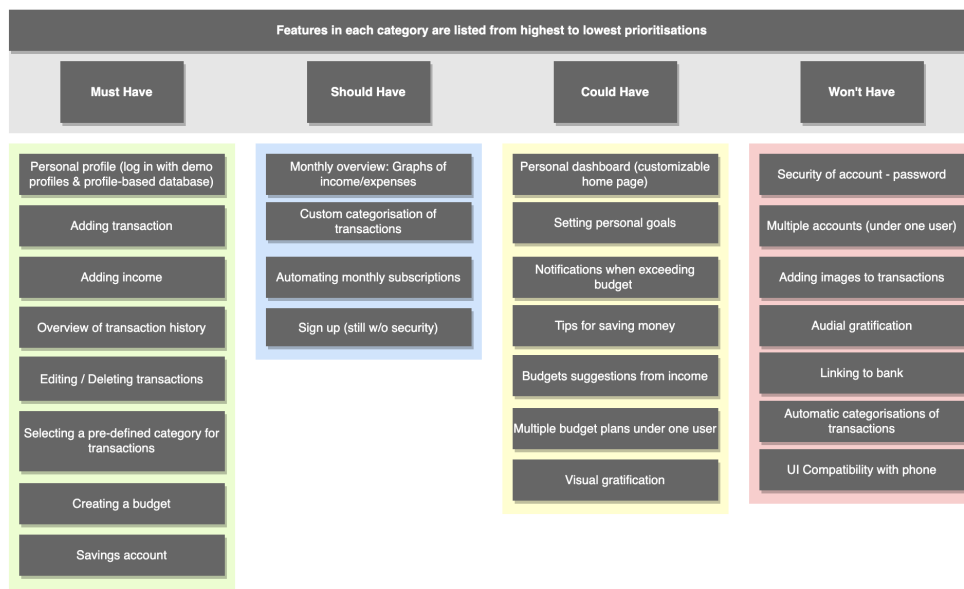 Features in each category are listed from highest to lowest prioritisations
Must Have
Should Have
Could Have
Won't Have
Personal profile (log in with demo
profiles & profile-based database)
Adding transaction
Adding income
Overview of transaction history
Editing / Deleting transactions
Selecting a pre-defined category for
transactions
Creating a budget
Savings account
Monthly overview: Graphs of
income/expenses
Custom categorisation of
transactions
Automating monthly subscriptions
Sign up (still w/o security)
Personal dashboard (customizable
home page)
Setting personal goals
Notifications when exceeding
budget
Tips for saving money
Budgets suggestions from income
Multiple budget plans under one user
Visual gratification
Security of account - password
Multiple accounts (under one user)
Adding images to transactions
Audial gratification
Linking to bank
Automatic categorisations of
transactions
UI Compatibility with phone